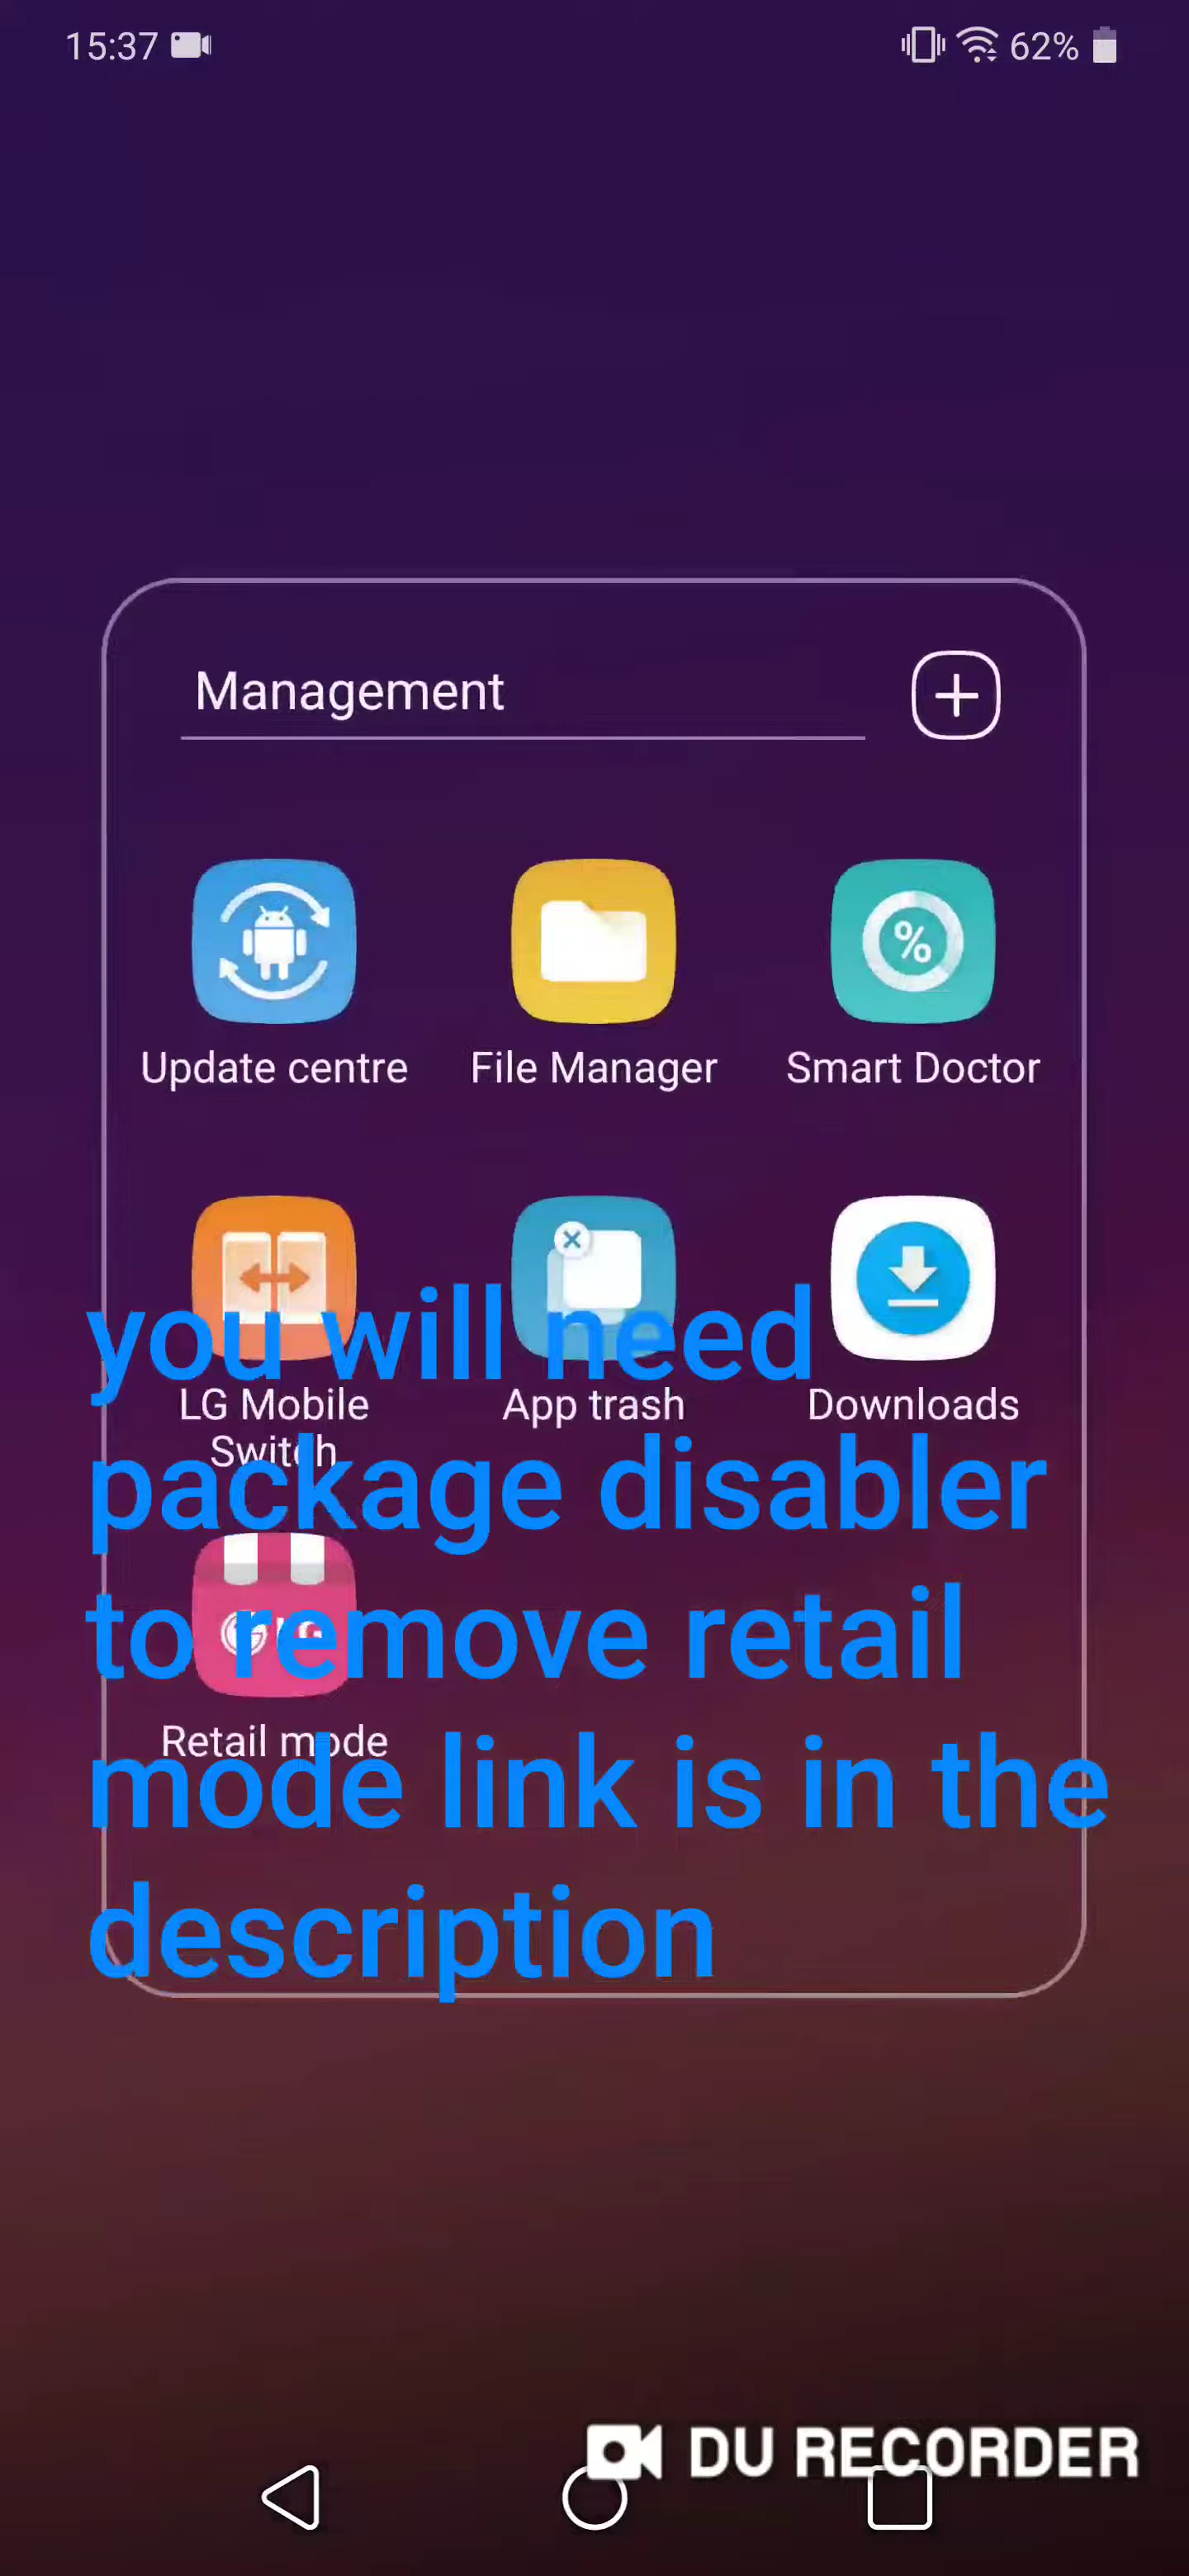 15:37
62%
Management
Update centre
File Manager
Smart Doctor
%
LG Mobile
Switch
App trash
Downloads
Retail mode
you will need
package disabler
to remove retail
mode link is in the
description
DU RECORDER